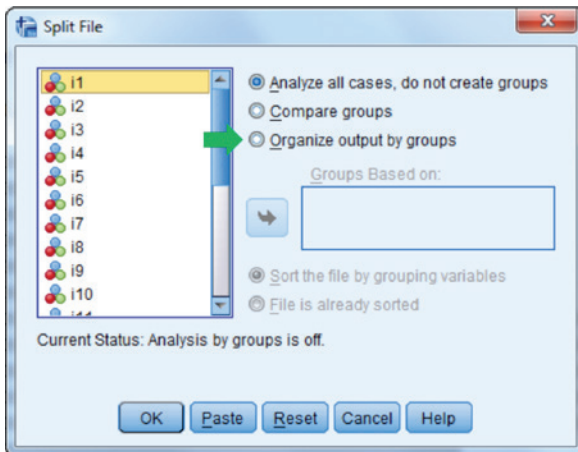 Split File
i1
i2
i3
i4
i5
i6
i7
i8
i9
i10
i11
Analyze all cases, do not create groups
Compare groups
Organize output by groups
Groups Based on:
Sort the file by grouping variables
File is already sorted
Current Status: Analysis by groups is off.
OK
Paste
Reset
Cancel
Help